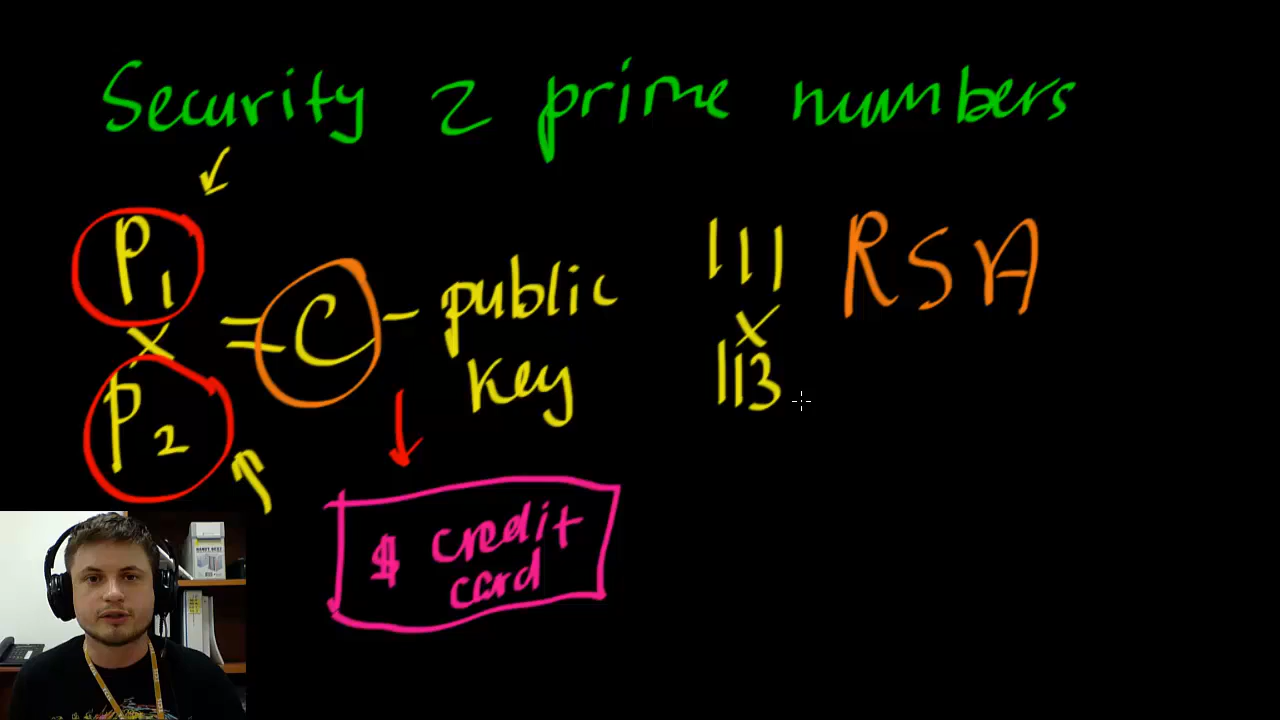 Security 2 prime numbers
P1
x
P2
= C - public
key
$ credit
card
111
x
113
RSA